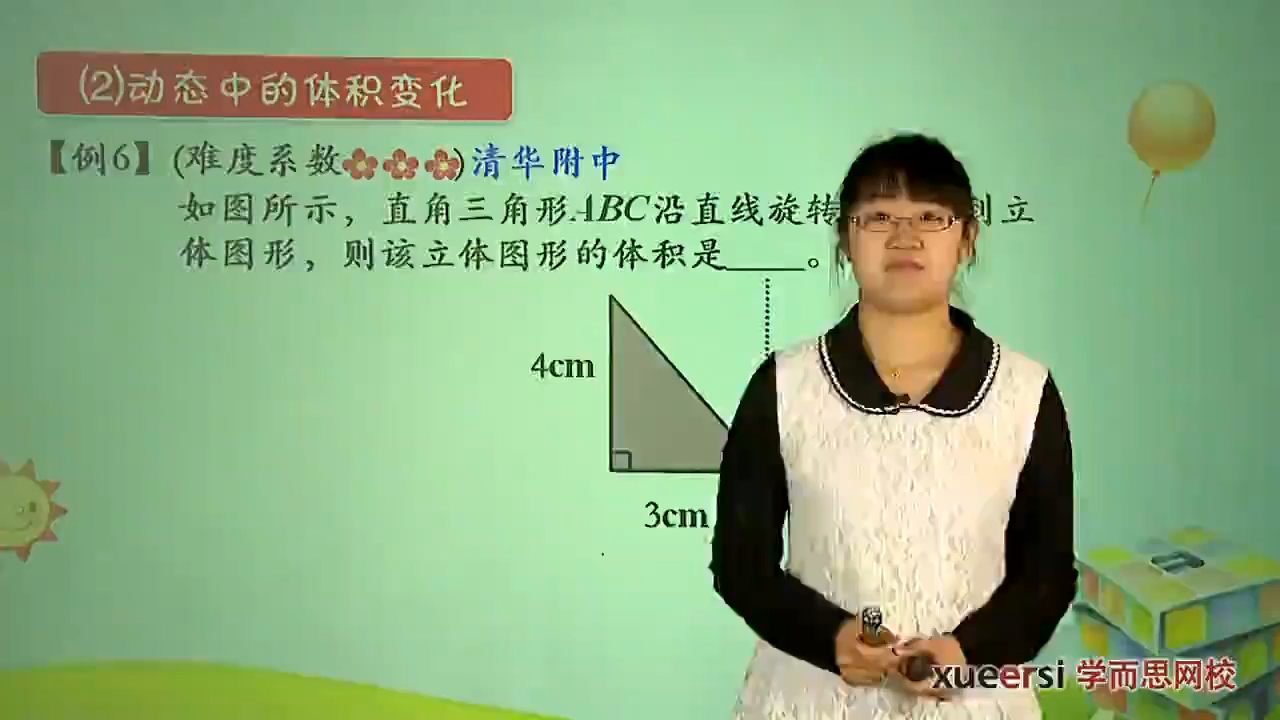 (2)动态中的体积变化
【例6】(难度系数)清华附中
如图所示，直角三角形ABC沿直线旋转 到立
体图形，则该立体图形的体积是____。
4cm
3cm
xueersi 学而思网校